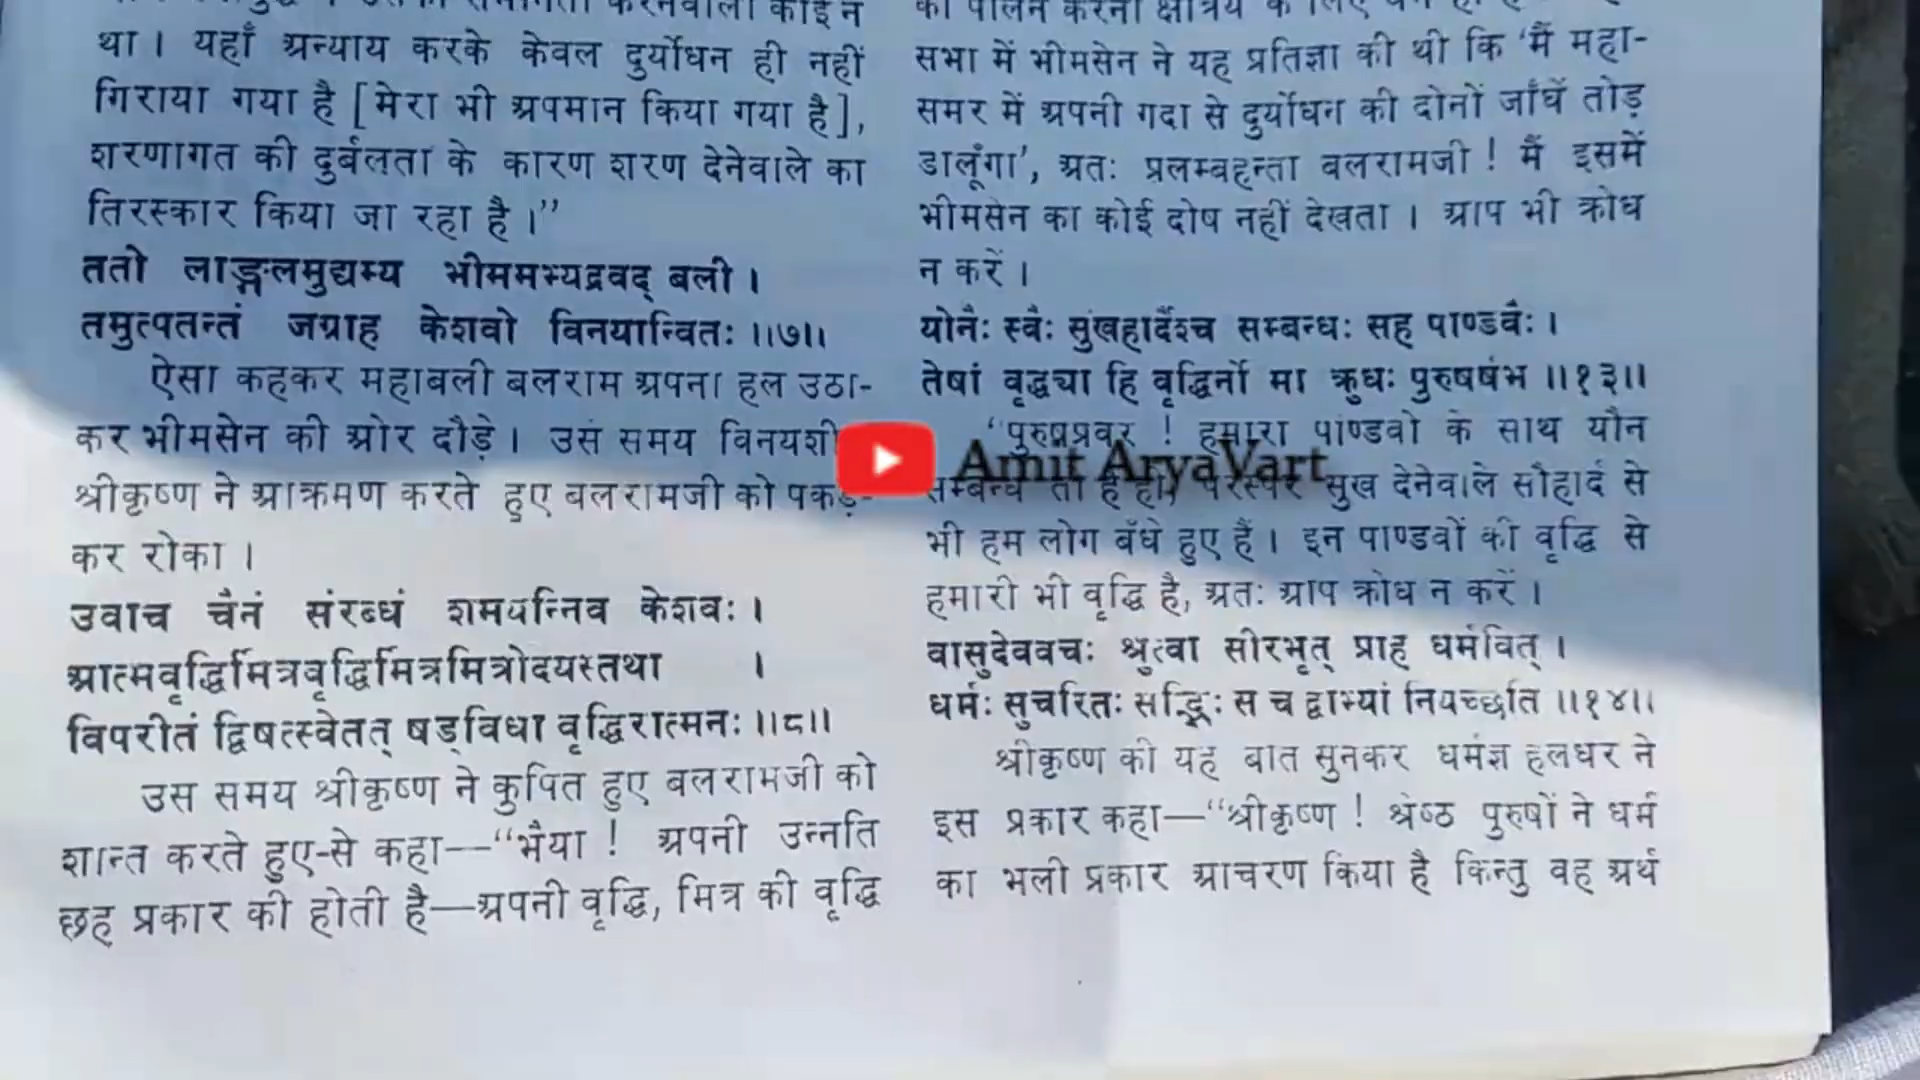 था। यहाँ अन्याय करके केवल दुर्योधन ही नहीं
गिराया गया है [मेरा भी अपमान किया गया है],
शरणागत की दुर्बलता के कारण शरण देनेवाले का
तिरस्कार किया जा रहा है।”
ततो लाङ्गलमुद्यम्य भीममभ्यद्रवद् बली।
तमुत्पतन्तं जग्राह केशवो विनयान्वितः ॥७॥
ऐसा कहकर महाबली बलराम अपना हल उठा-
कर भीमसेन की ओर दौड़े। उस समय विनयशी
श्रीकृष्ण ने आक्रमण करते हुए बलरामजी को पकड़-
कर रोका।
उवाच चैनं संरब्धं शमयन्निव केशवः।
आत्मवृद्धिर्मित्रवृद्धिर्मित्रमित्रोदयस्तथा ।
विपरीतं द्विषत्स्वेतत् षड्विधा वृद्धिरात्मनः ॥८॥
उस समय श्रीकृष्ण ने कुपित हुए बलरामजी को
शान्त करते हुए-से कहा—“भैया! अपनी उन्नति
छह प्रकार की होती है—अपनी वृद्धि, मित्र की वृद्धि
का पालन करना क्षत्रिय के लिए
सभा में भीमसेन ने यह प्रतिज्ञा की थी कि ‘मैं महा-
समर में अपनी गदा से दुर्योधन की दोनों जाँघें तोड़
डालूँगा’, अतः प्रलम्बहन्ता बलरामजी! मैं इसमें
भीमसेन का कोई दोष नहीं देखता। आप भी क्रोध
न करें।
यौनैः स्वैः सुखहार्दैश्च सम्बन्धः सह पाण्डवैः।
तेषां वृद्ध्या हि वृद्धिर्नो मा क्रुधः पुरुषर्षभ ॥१३॥
“पुरुषप्रवर! हमारा पाण्डवों के साथ यौन
सम्बन्ध तो है ही, परस्पर सुख देनेवाले सौहार्द से
भी हम लोग बँधे हुए हैं। इन पाण्डवों की वृद्धि से
हमारी भी वृद्धि है, अतः आप क्रोध न करें।
वासुदेववचः श्रुत्वा सीरभृत् प्राह धर्मवित्।
धर्मः सुचरितः सद्भिः स च द्वाभ्यां नियच्छति ॥१४॥
श्रीकृष्ण की यह बात सुनकर धर्मज्ञ हलधर ने
इस प्रकार कहा—“श्रीकृष्ण! श्रेष्ठ पुरुषों ने धर्म
का भली प्रकार आचरण किया है किन्तु वह अर्थ
Amit AryaVart